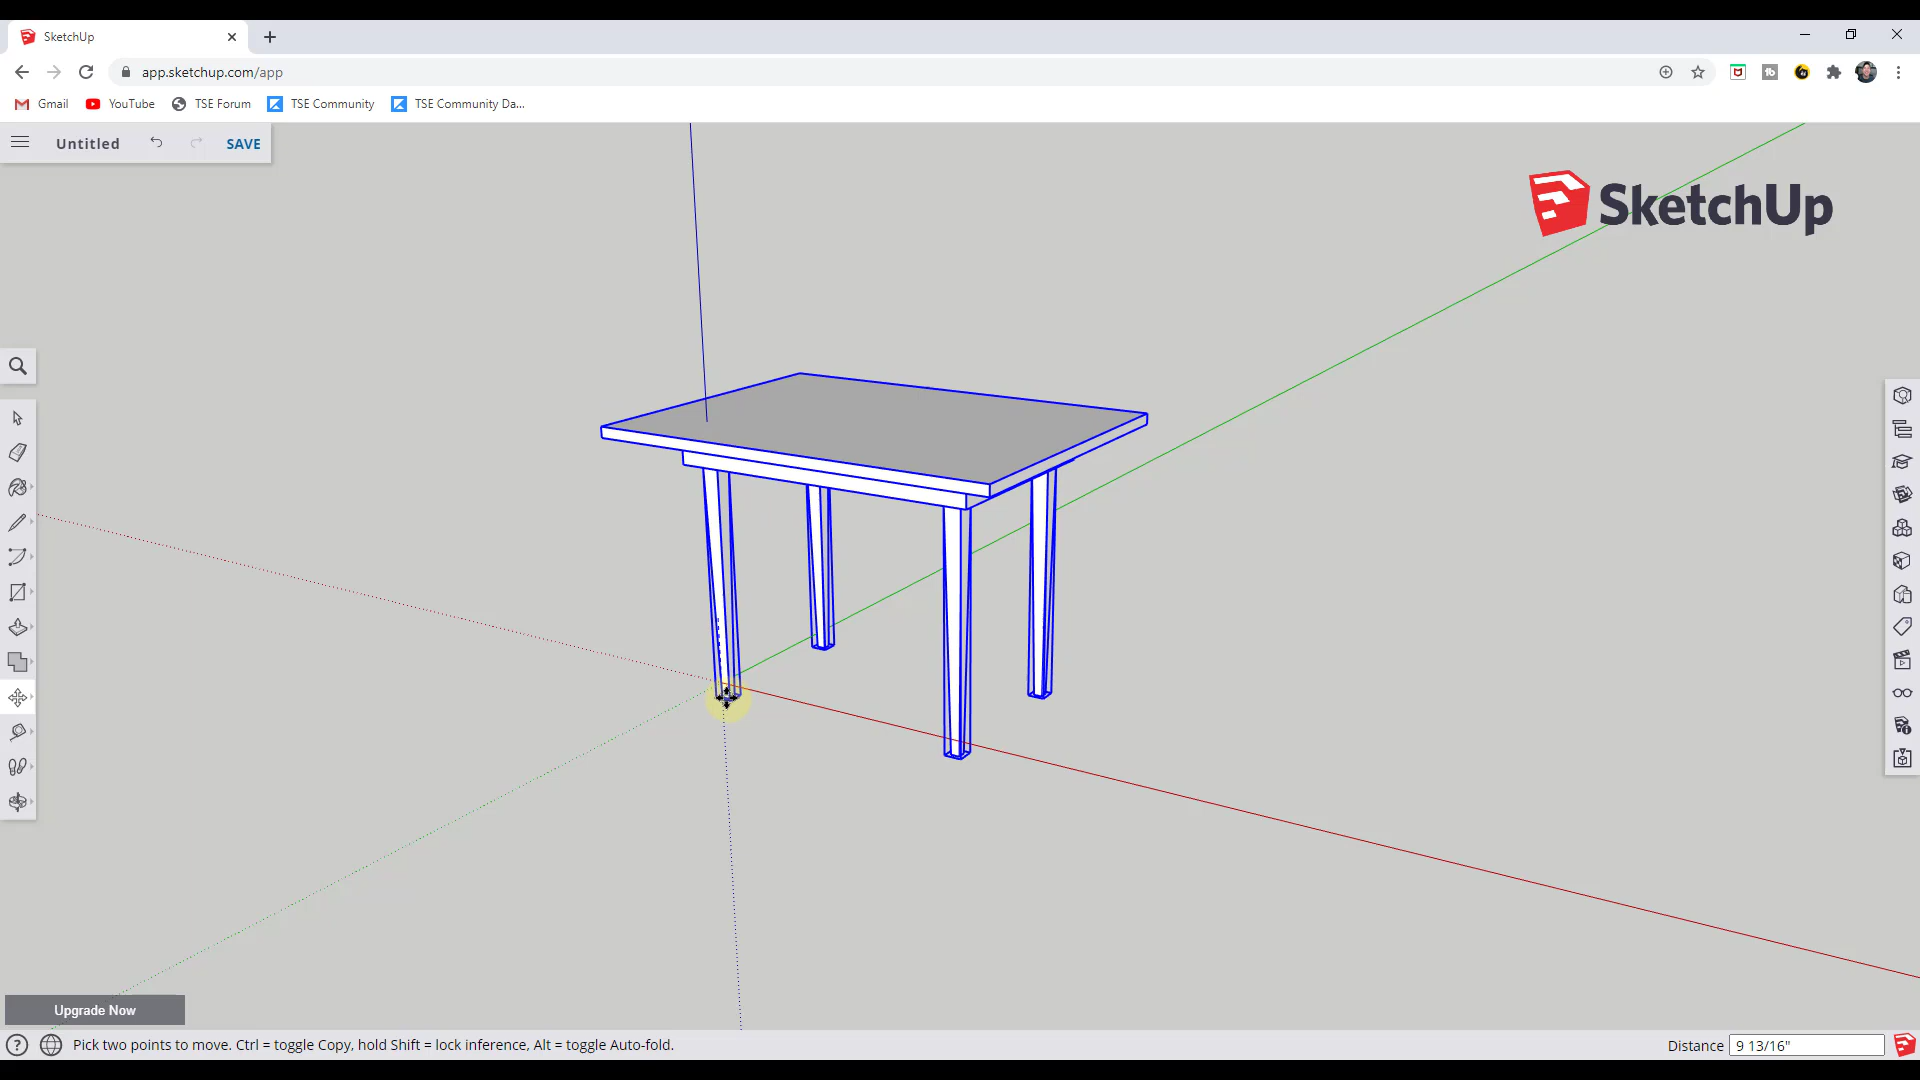 SketchUp
app.sketchup.com/app
Gmail YouTube TSE Forum TSE Community TSE Community Da...
Untitled SAVE
SketchUp
Upgrade Now
Pick two points to move. Ctrl = toggle Copy, hold Shift = lock inference, Alt = toggle Auto-fold.
Distance 9 13/16"